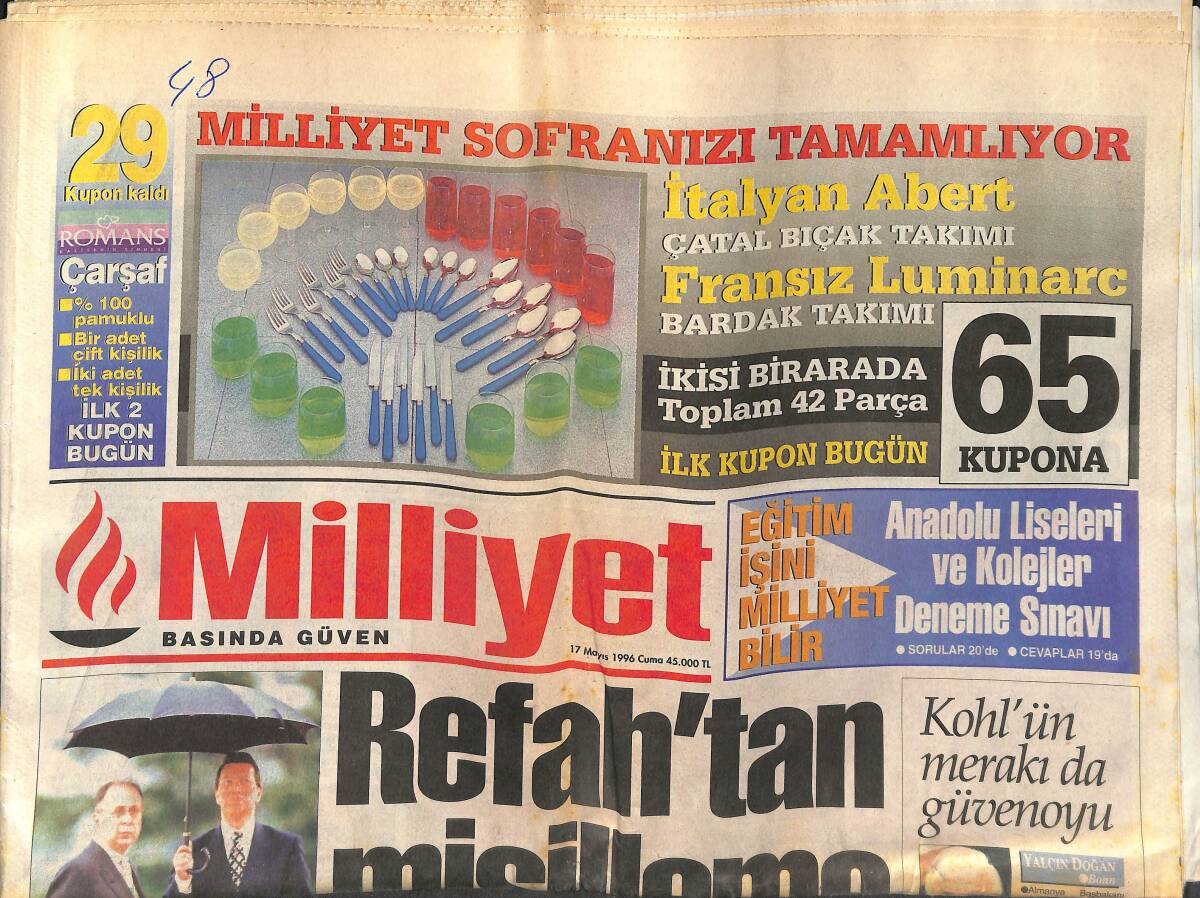 48
29
Kupon kaldı
ROMANS
Çarşaf
% 100
pamuklu
Bir adet
çift kişilik
İki adet
tek kişilik
İLK 2
KUPON
BUGÜN
MİLLİYET SOFRANIZI TAMAMLIYOR
İtalyan Abert
ÇATAL BIÇAK TAKIMI
Fransız Luminarc
BARDAK TAKIMI
İKİSİ BİRARADA
Toplam 42 Parça
İLK KUPON BUGÜN
65
KUPONA
Milliyet
BASINDA GÜVEN
17 Mayıs 1996 Cuma 45.000 TL
EĞİTİM
İŞİNİ
MİLLİYET
BİLİR
Anadolu Liseleri
ve Kolejler
Deneme Sınavı
● SORULAR 20'de ● CEVAPLAR 19'da
Refah'tan
misilleme
Kohl'ün
merakı da
güvenoyu
YALÇIN DOĞAN
●Bonn
●Almanya Başbakanı